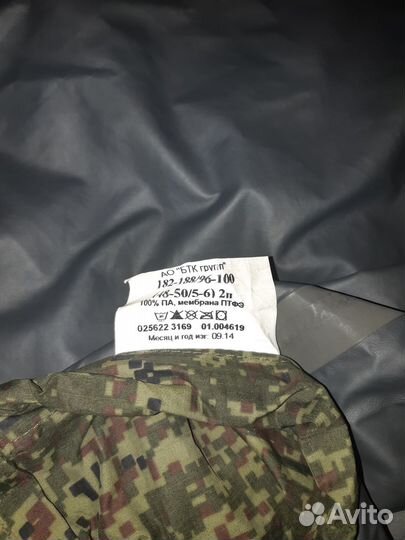 АО "БТК групп"
182-188/96-100
(48-50/5-6) 2п
100% ПА, мембрана ПТФЭ
025622 3169 01.004619
Месяц и год изг. 09.14
Avito